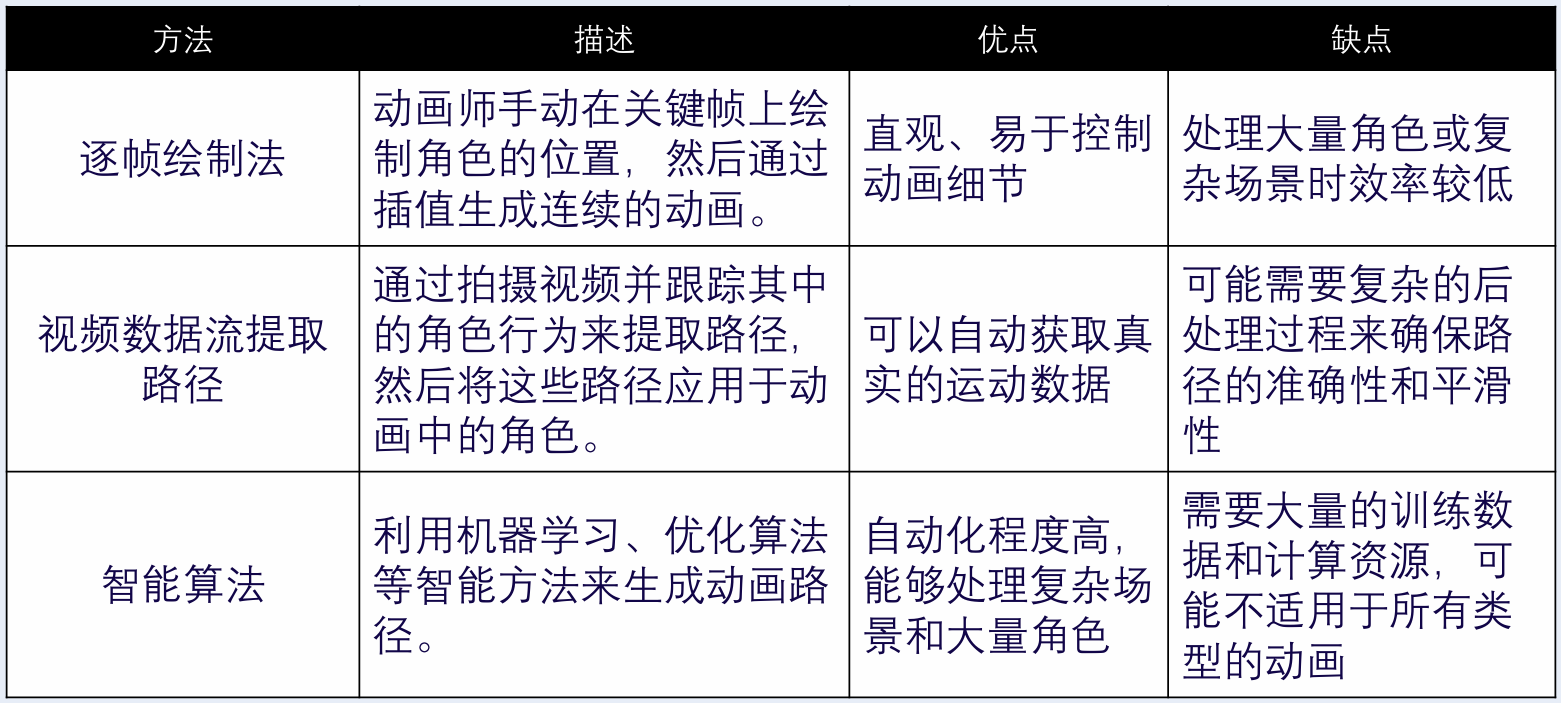 方法
描述
优点
缺点
逐帧绘制法
动画师手动在关键帧上绘
制角色的位置，然后通过
插值生成连续的动画。
直观、易于控制
动画细节
处理大量角色或复
杂场景时效率较低
视频数据流提取
路径
通过拍摄视频并跟踪其中
的角色行为来提取路径，
然后将这些路径应用于动
画中的角色。
可以自动获取真
实的运动数据
可能需要复杂的后
处理过程来确保路
径的准确性和平滑
性
智能算法
利用机器学习、优化算法
等智能方法来生成动画路
径。
自动化程度高，
能够处理复杂场
景和大量角色
需要大量的训练数
据和计算资源，可
能不适用于所有类
型的动画